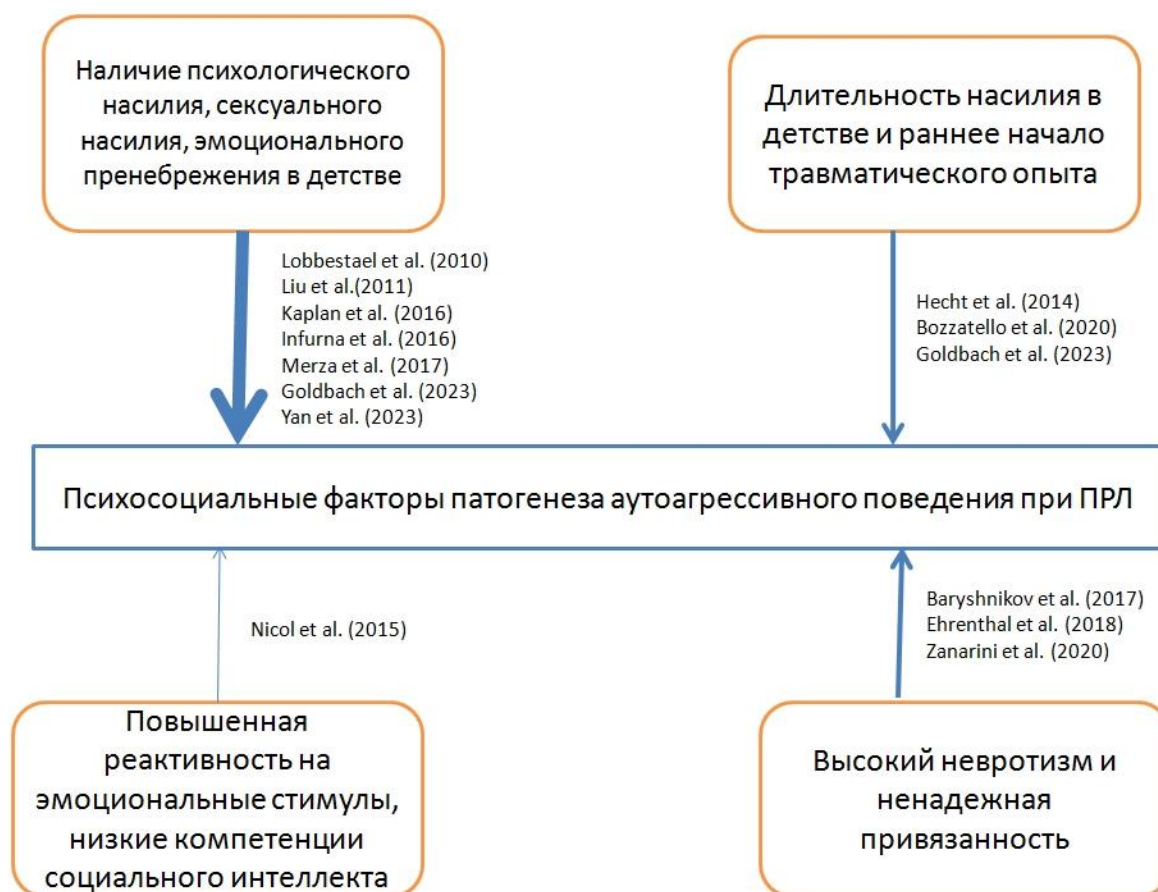 Наличие психологического
насилия, сексуального
насилия, эмоционального
пренебрежения в детстве
Длительность насилия в
детстве и раннее начало
травматического опыта
Lobbestael et al. (2010)
Liu et al.(2011)
Kaplan et al. (2016)
Infurna et al. (2016)
Merza et al. (2017)
Goldbach et al. (2023)
Yan et al. (2023)
Hecht et al. (2014)
Bozzatello et al. (2020)
Goldbach et al. (2023)
Психосоциальные факторы патогенеза аутоагрессивного поведения при ПРЛ
Nicol et al. (2015)
Baryshnikov et al. (2017)
Ehrenthal et al. (2018)
Zanarini et al. (2020)
Повышенная
реактивность на
эмоциональные стимулы,
низкие компетенции
социального интеллекта
Высокий невротизм и
ненадежная
привязанность